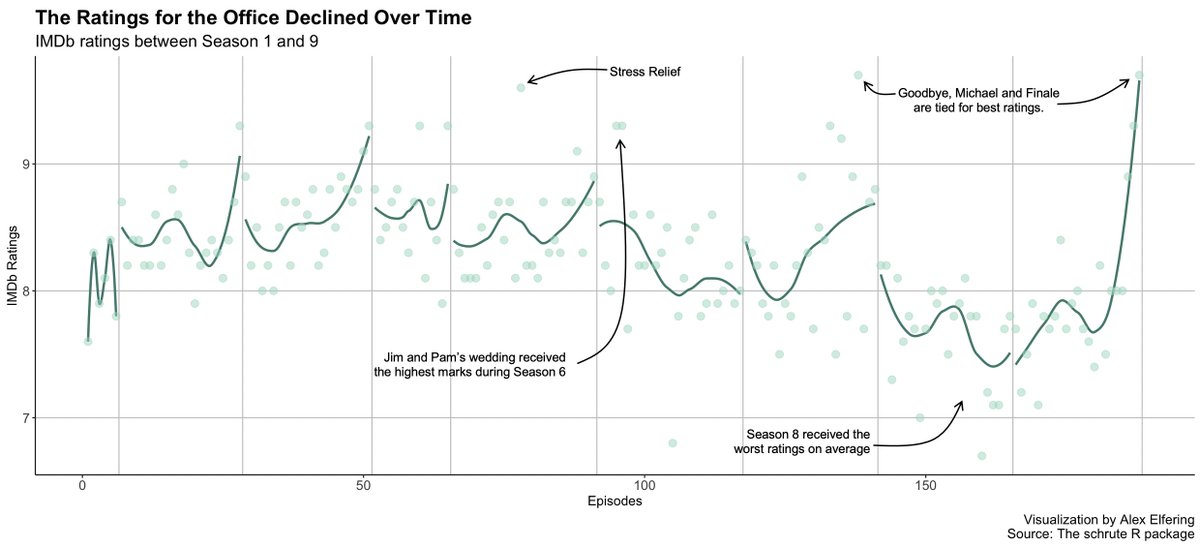 The Ratings for the Office Declined Over Time
IMDb ratings between Season 1 and 9
Stress Relief
Goodbye, Michael and Finale
are tied for best ratings.
9
8
7
IMDb Ratings
Jim and Pam's wedding received
the highest marks during Season 6
Season 8 received the
worst ratings on average
0
50
100
150
Episodes
Visualization by Alex Elfering
Source: The schrute R package